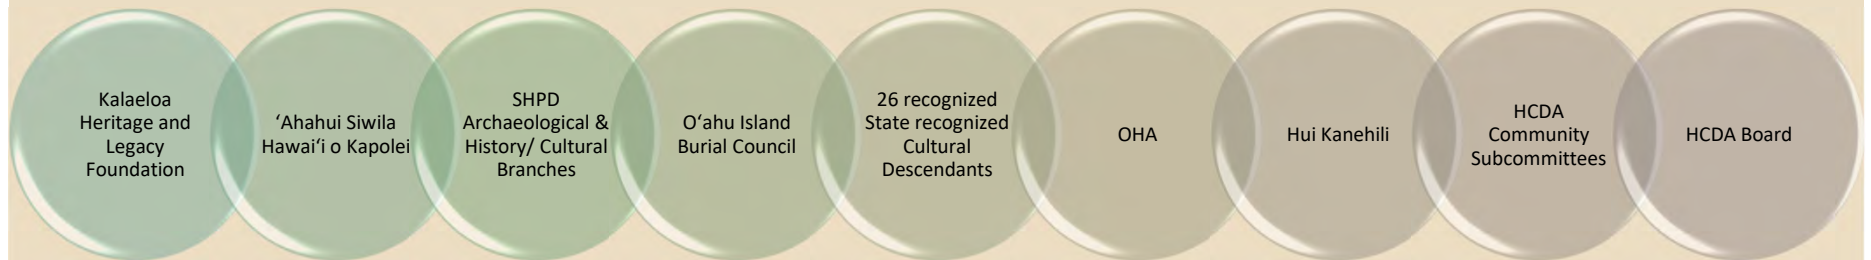 Kalaeloa
Heritage and
Legacy
Foundation
ʻAhahui Siwila
Hawaiʻi o Kapolei
SHPD
Archaeological &
History/ Cultural
Branches
Oʻahu Island
Burial Council
26 recognized
State recognized
Cultural
Descendants
OHA
Hui Kanehili
HCDA
Community
Subcommittees
HCDA Board